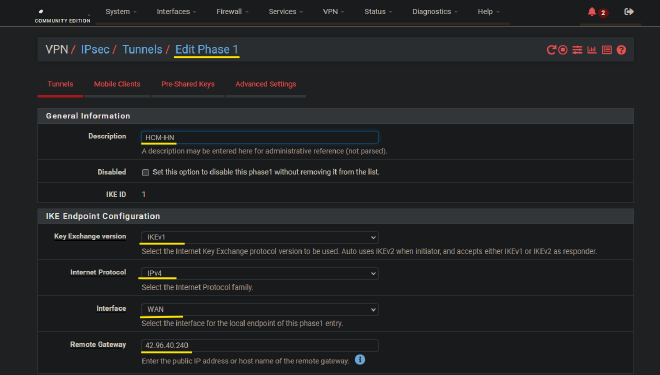 COMMUNITY EDITION
System Interfaces Firewall Services VPN Status Diagnostics Help 2
VPN / IPsec / Tunnels / Edit Phase 1
Tunnels Mobile Clients Pre-Shared Keys Advanced Settings
General Information
Description HCM-HN
A description may be entered here for administrative reference (not parsed).
Disabled Set this option to disable this phase1 without removing it from the list.
IKE ID 1
IKE Endpoint Configuration
Key Exchange version IKEv1
Select the Internet Key Exchange protocol version to be used. Auto uses IKEv2 when initiator, and accepts either IKEv1 or IKEv2 as responder.
Internet Protocol IPv4
Select the Internet Protocol family.
Interface WAN
Select the interface for the local endpoint of this phase1 entry.
Remote Gateway 42.96.40.240
Enter the public IP address or host name of the remote gateway.